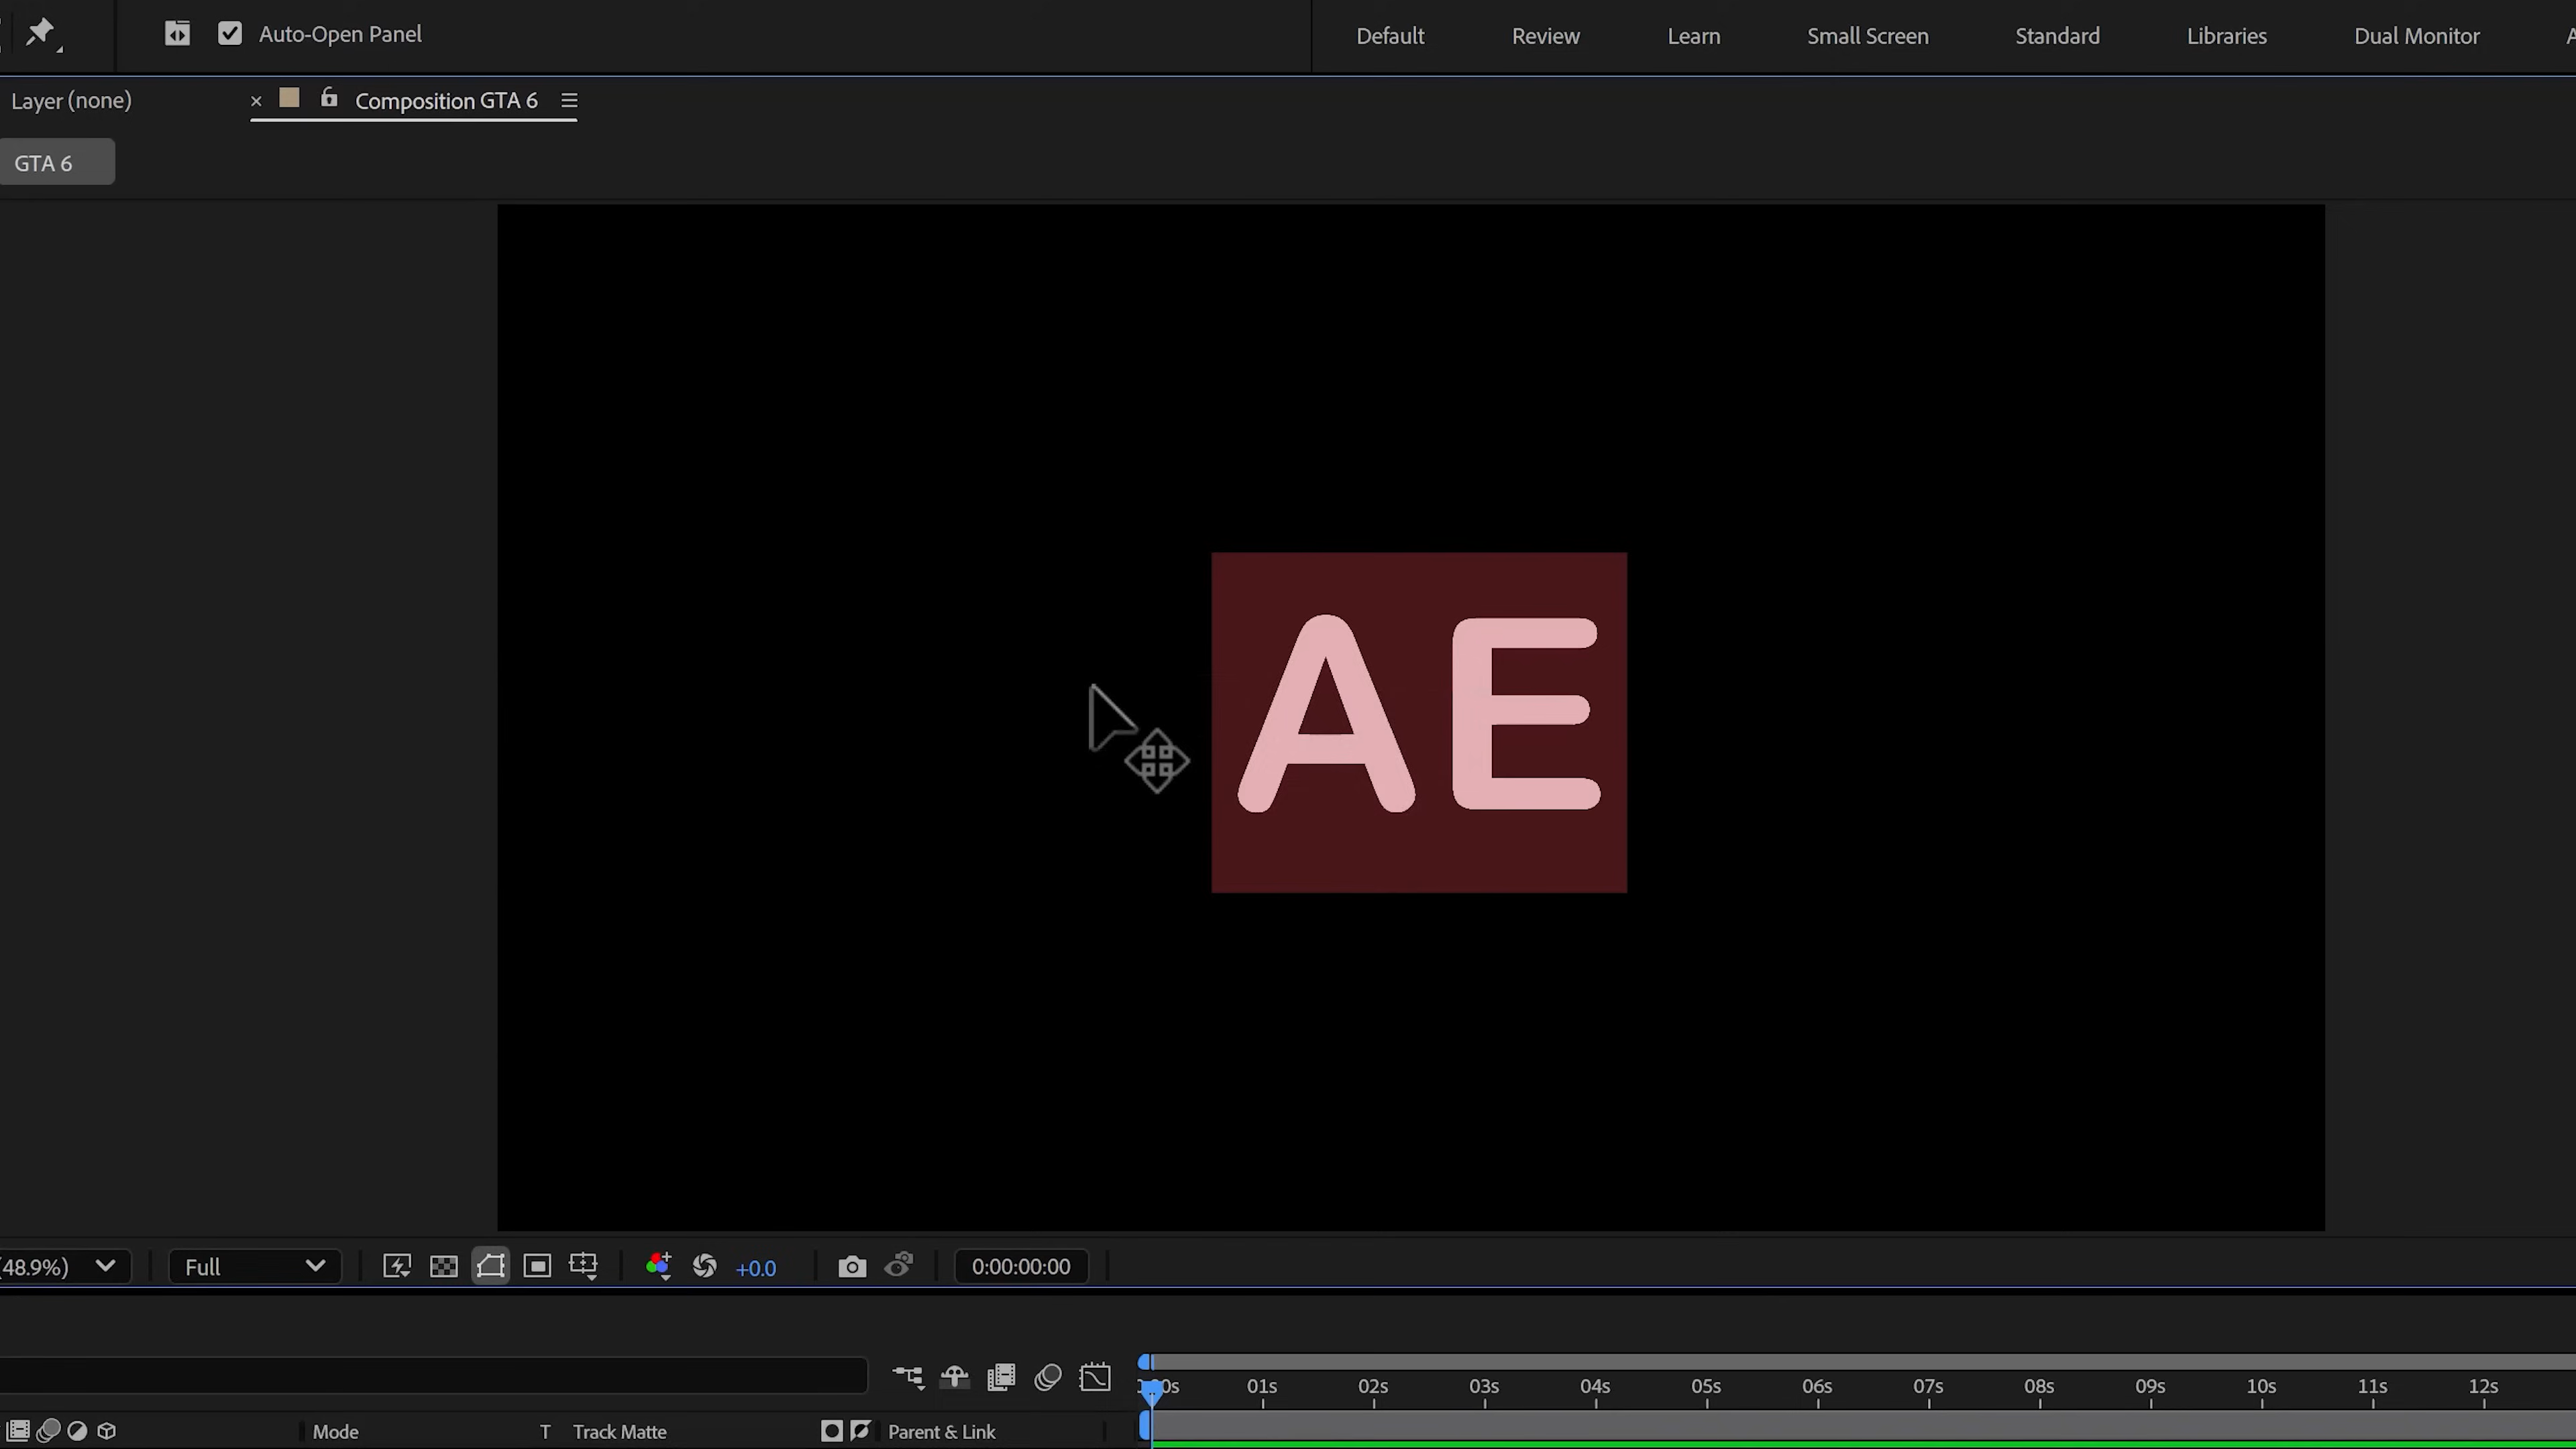 Auto-Open Panel
Default
Review
Learn
Small Screen
Standard
Libraries
Dual Monitor
Layer (none)
Composition GTA 6
GTA 6
AE
(48.9%)
Full
+0.0
0:00:00:00
01s
02s
03s
04s
05s
06s
07s
08s
09s
10s
11s
12s
Mode
T
Track Matte
Parent & Link